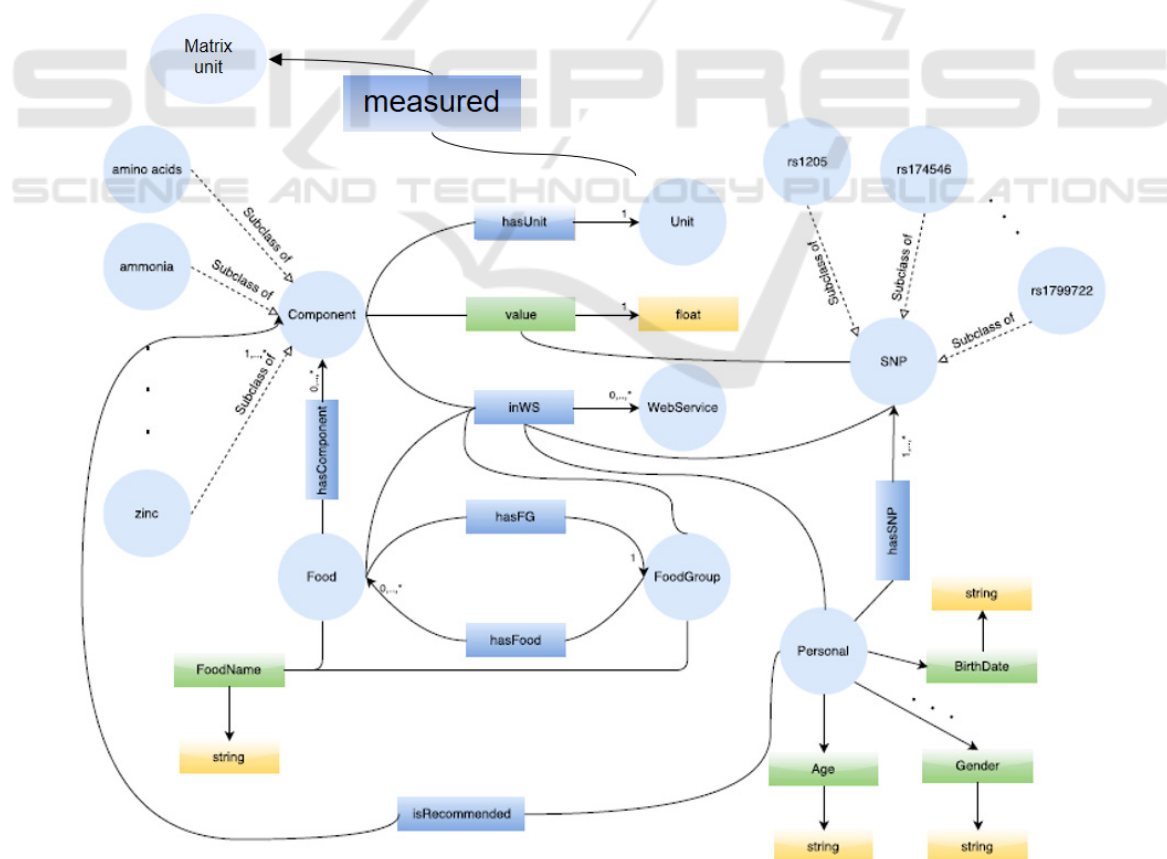 SCITEPRESS
SCIENCE AND TECHNOLOGY PUBLICATIONS
Matrix
unit
measured
amino acids
Subclass of
ammonia
Subclass of
Component
1,...,*
Subclass of
zinc
0,...,*
hasComponent
hasUnit
1
Unit
value
1
float
inWS
0,...,*
WebService
rs1205
rs174546
. . .
rs1799722
Subclass of
Subclass of
Subclass of
SNP
1,...,*
hasSNP
hasFG
1
Food
0,...,*
FoodGroup
hasFood
FoodName
string
Personal
string
BirthDate
. . .
Age
Gender
string
string
isRecommended